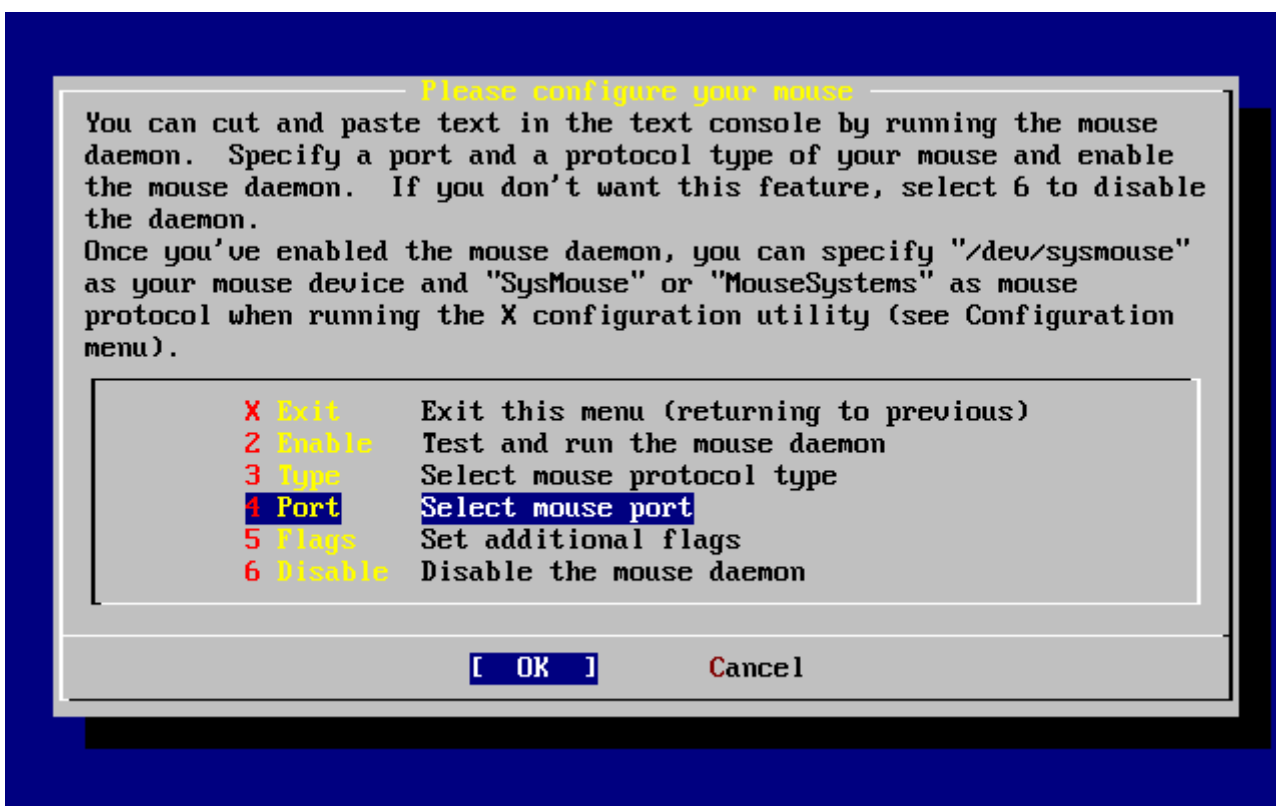 Please configure your mouse
You can cut and paste text in the text console by running the mouse
daemon.  Specify a port and a protocol type of your mouse and enable
the mouse daemon.  If you don't want this feature, select 6 to disable
the daemon.
Once you've enabled the mouse daemon, you can specify "/dev/sysmouse"
as your mouse device and "SysMouse" or "MouseSystems" as mouse
protocol when running the X configuration utility (see Configuration
menu).
X Exit     Exit this menu (returning to previous)
2 Enable   Test and run the mouse daemon
3 Type     Select mouse protocol type
4 Port     Select mouse port
5 Flags    Set additional flags
6 Disable  Disable the mouse daemon
[  OK  ]       Cancel